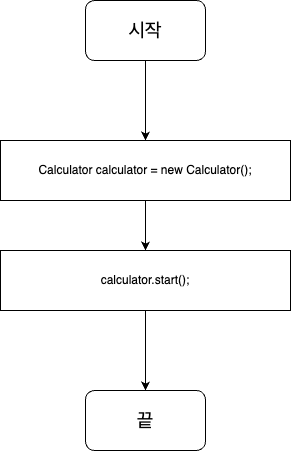 시작
Calculator calculator = new Calculator();
calculator.start();
끝